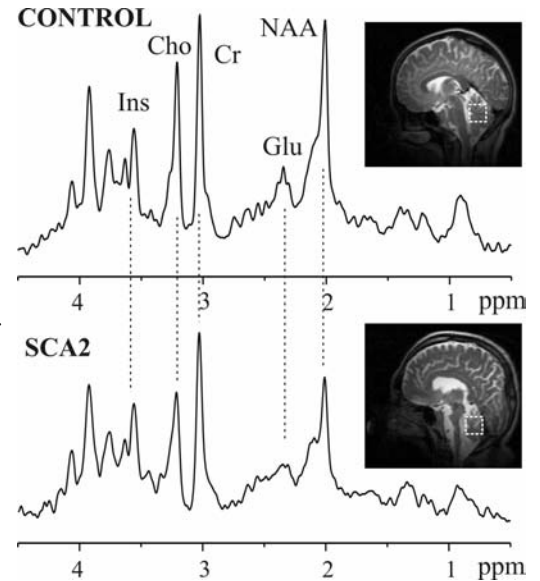 CONTROL
Cho
NAA
Cr
Ins
Glu
4 3 2 1 ppm
SCA2
4 3 2 1 ppm